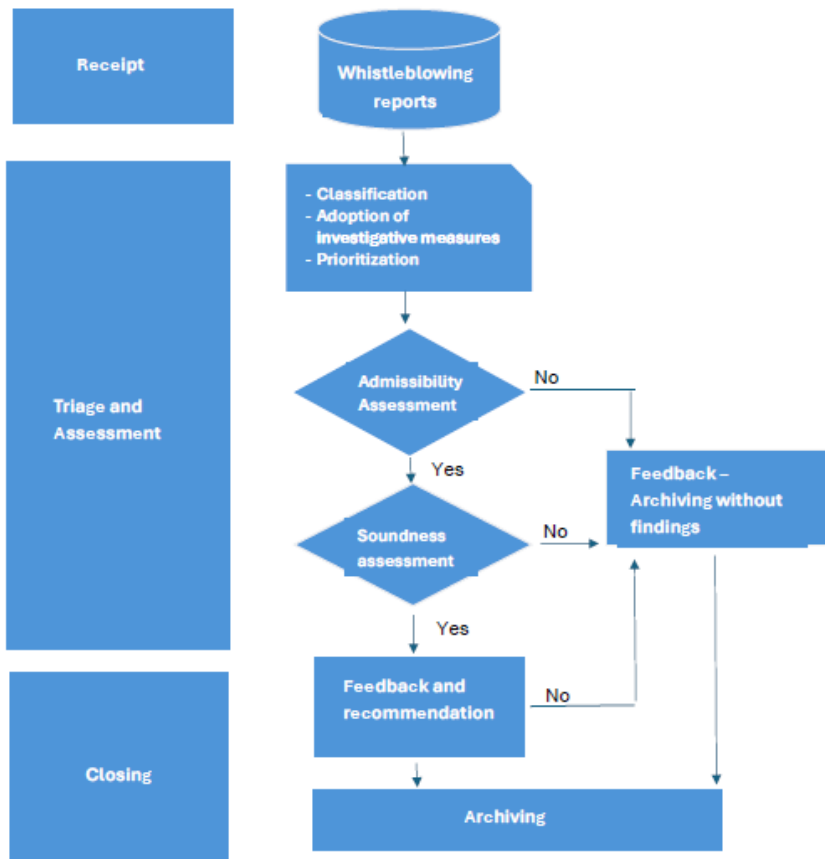 Receipt
Whistleblowing
reports
- Classification
- Adoption of
investigative measures
- Prioritization
Triage and
Assessment
Admissibility
Assessment
No
Yes
Feedback –
Archiving without
findings
Soundness
assessment
No
Yes
Feedback and
recommendation
No
Closing
Archiving